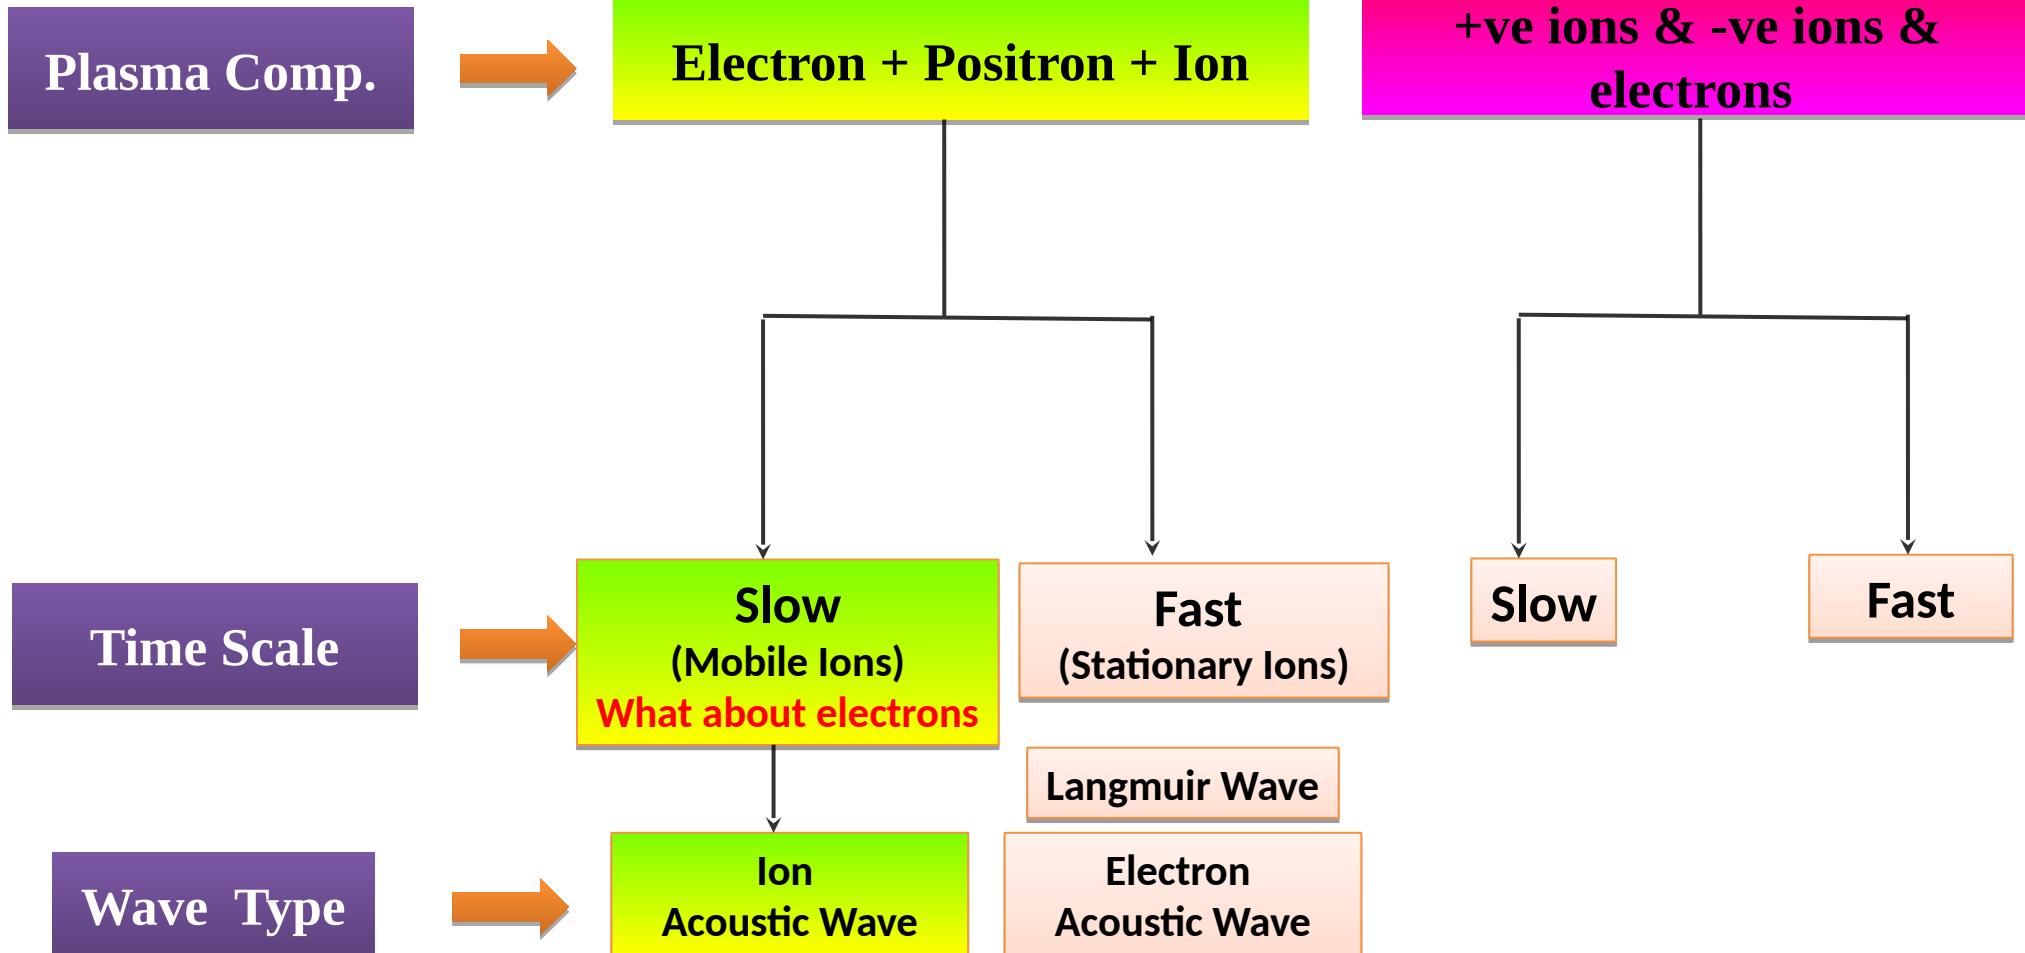 Plasma Comp.
Electron + Positron + Ion
+ve ions & -ve ions &
electrons
Time Scale
Slow
(Mobile Ions)
What about electrons
Fast
(Stationary Ions)
Slow
Fast
Langmuir Wave
Wave  Type
Ion
Acoustic Wave
Electron
Acoustic Wave